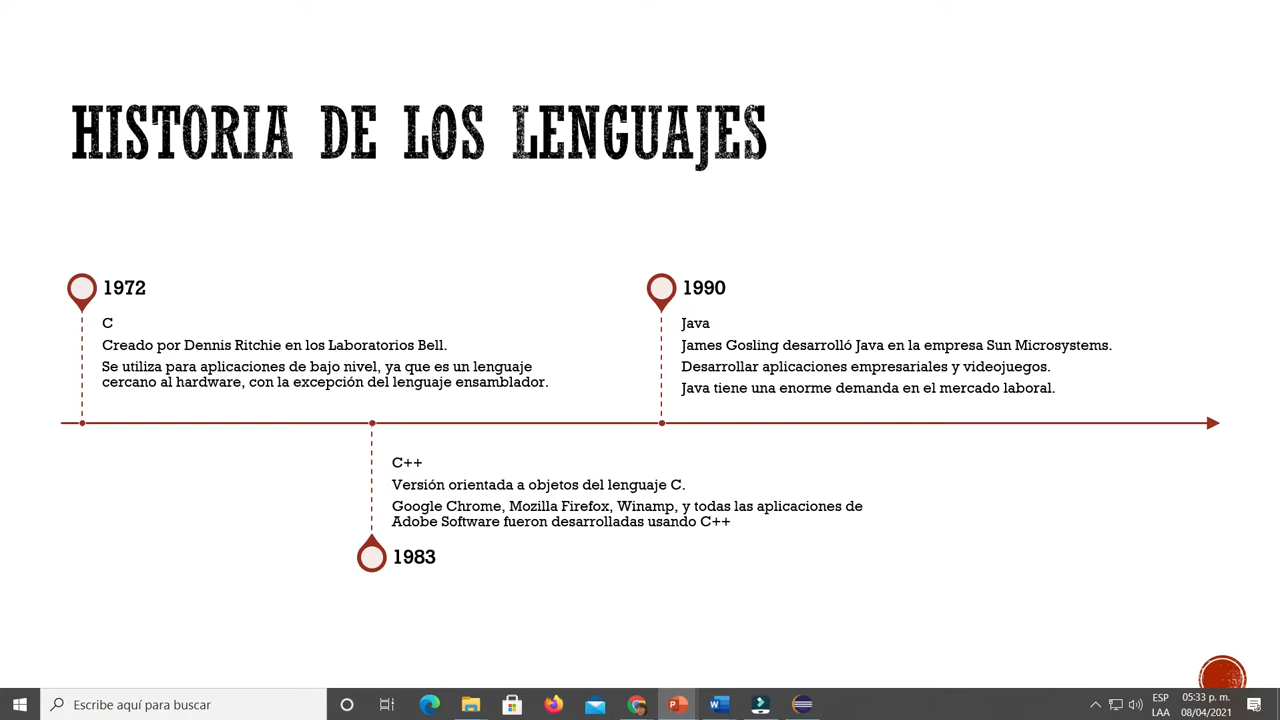 HISTORIA DE LOS LENGUAJES
1972
C
Creado por Dennis Ritchie en los Laboratorios Bell.
Se utiliza para aplicaciones de bajo nivel, ya que es un lenguaje
cercano al hardware, con la excepción del lenguaje ensamblador.
1990
Java
James Gosling desarrolló Java en la empresa Sun Microsystems.
Desarrollar aplicaciones empresariales y videojuegos.
Java tiene una enorme demanda en el mercado laboral.
C++
Versión orientada a objetos del lenguaje C.
Google Chrome, Mozilla Firefox, Winamp, y todas las aplicaciones de
Adobe Software fueron desarrolladas usando C++
1983
Escribe aquí para buscar
ESP
LAA
05:33 p. m.
08/04/2021